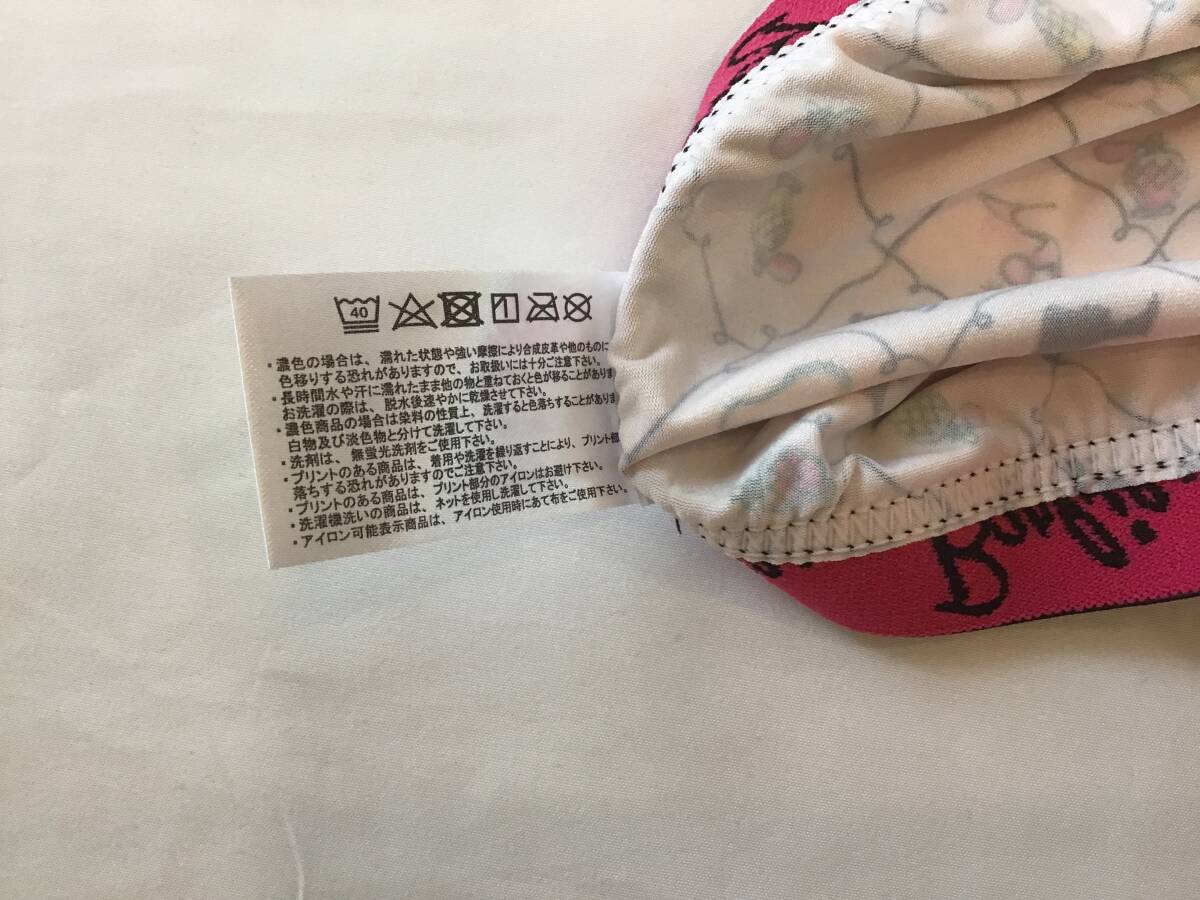 40
・濃色の場合は、濡れた状態や強い摩擦により合成皮革や他のものに
色移りする恐れがありますので、お取扱いには十分ご注意下さい。
・長時間水や汗に濡れたまま他の物と重ねておくと色が移ることがありま
お洗濯の際は、脱水後速やかに乾燥させて下さい。
・濃色商品の場合は染料の性質上、洗濯すると色落ちすることがありま
白物及び淡色物と分けて洗濯して下さい。
・洗剤は、無蛍光洗剤をご使用下さい。
・プリントのある商品は、着用や洗濯を繰り返すことにより、プリント部
落ちする恐れがありますのでご注意下さい。
・プリントのある商品は、プリント部分のアイロンはお避け下さい。
・洗濯機洗いの商品は、ネットを使用し洗濯して下さい。
・アイロン可能表示商品は、アイロン使用時にあて布をご使用下さい。